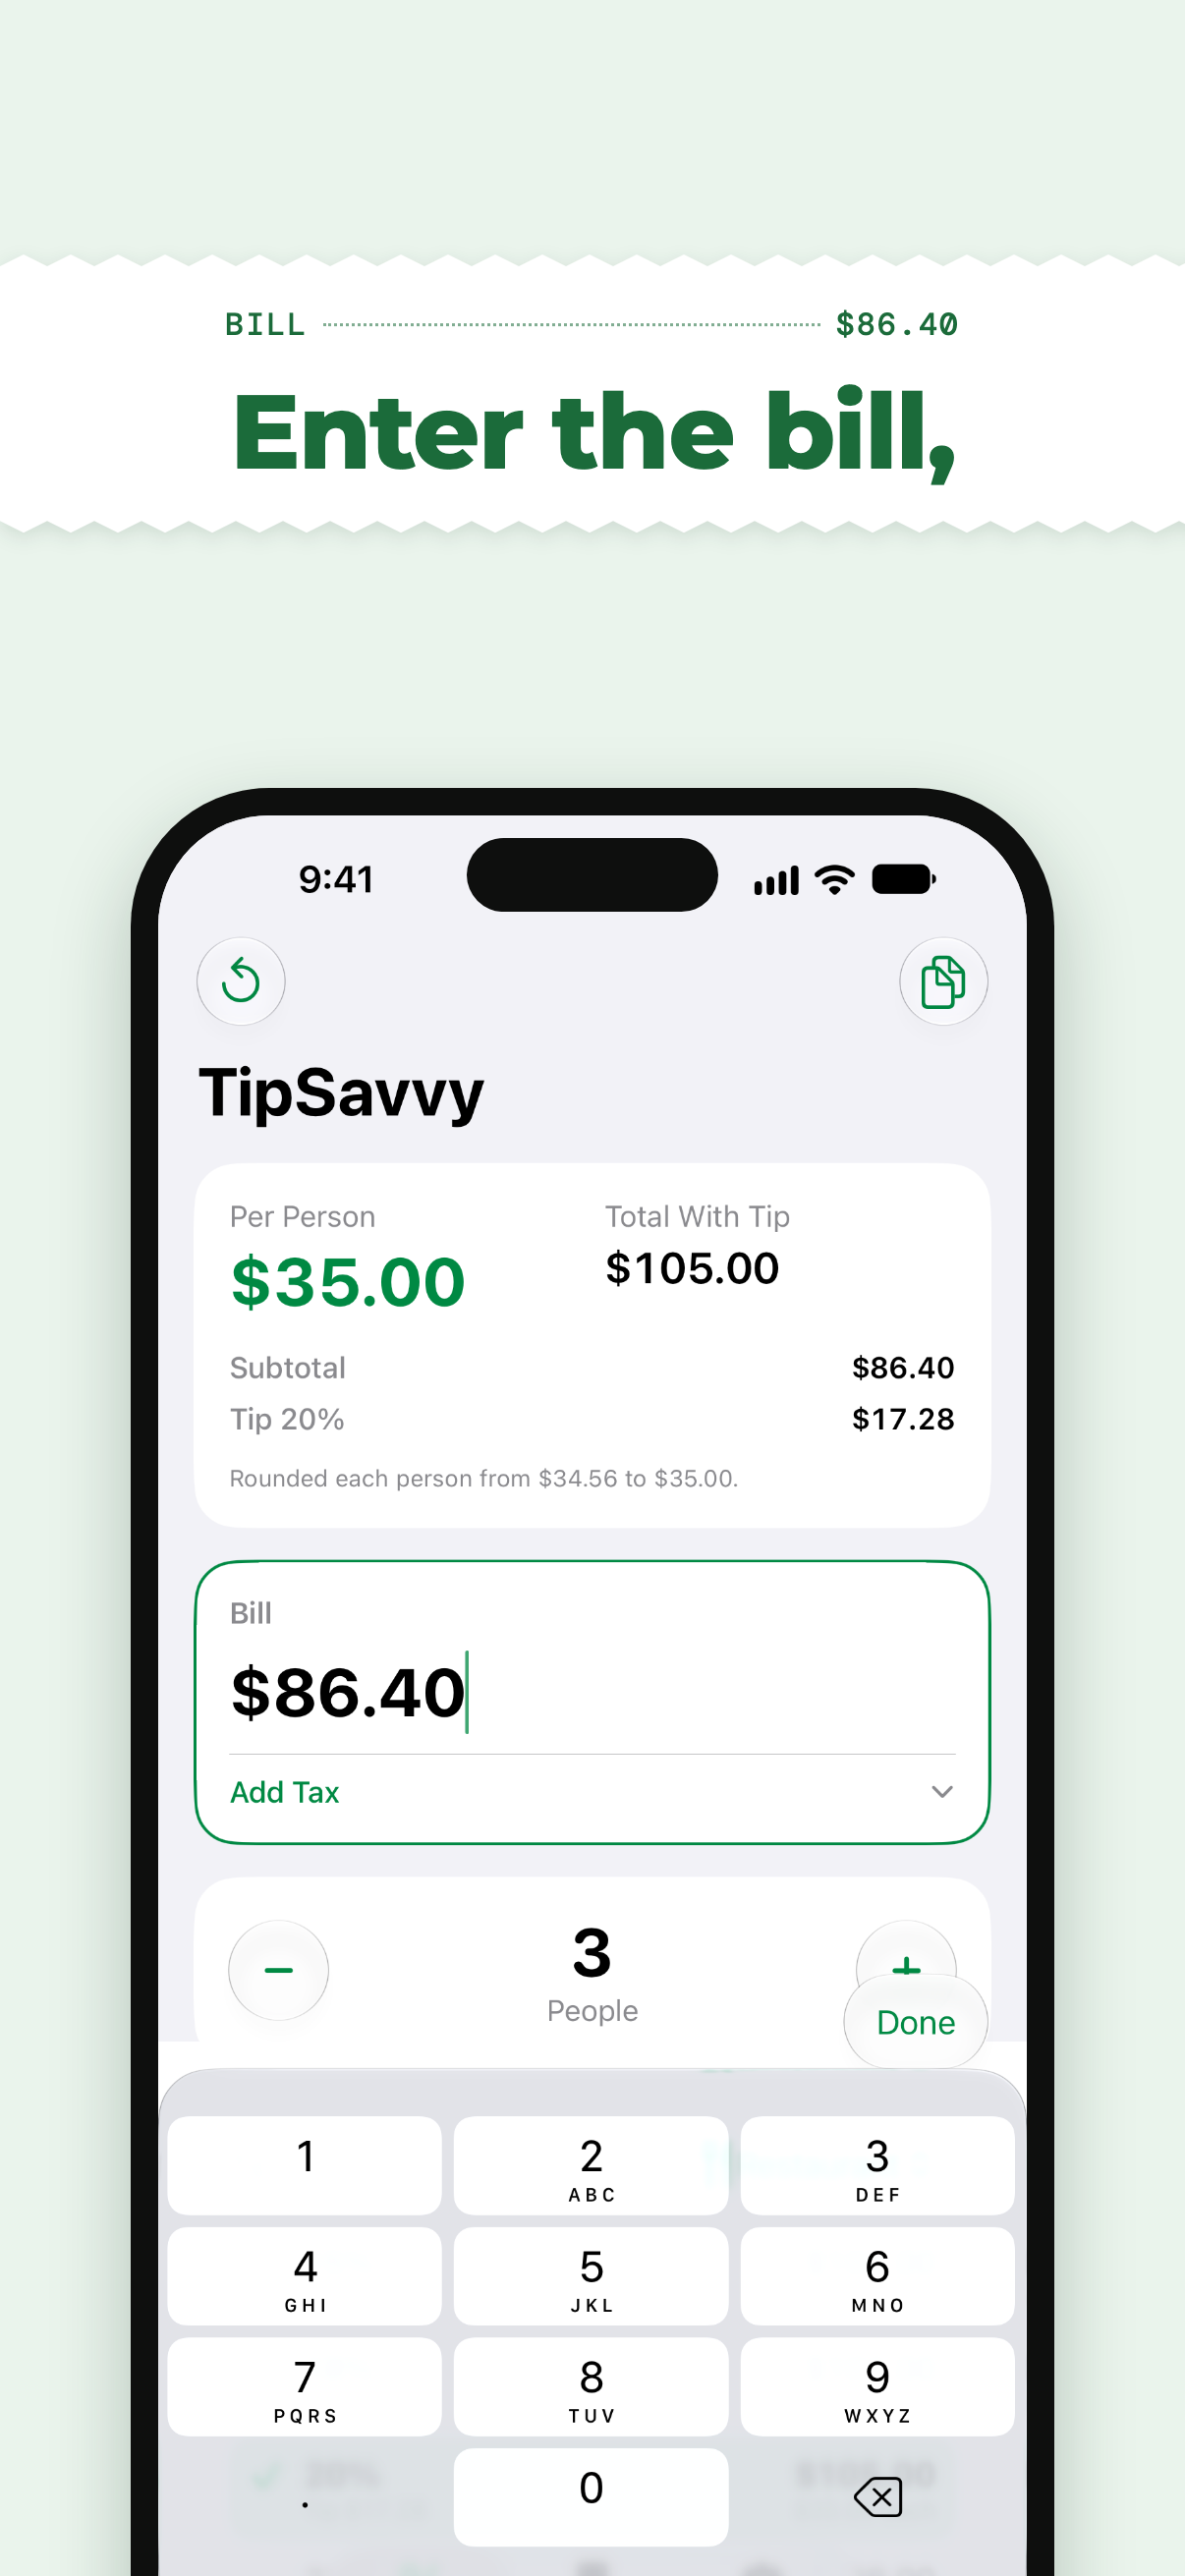 BILL $86.40
Enter the bill,
9:41
TipSavvy
Per Person Total With Tip
$35.00 $105.00
Subtotal $86.40
Tip 20% $17.28
Rounded each person from $34.56 to $35.00.
Bill
$86.40
Add Tax
3
People
Done
1 2 3
ABC DEF
4 5 6
GHI JKL MNO
7 8 9
PQRS TUV WXYZ
. 0